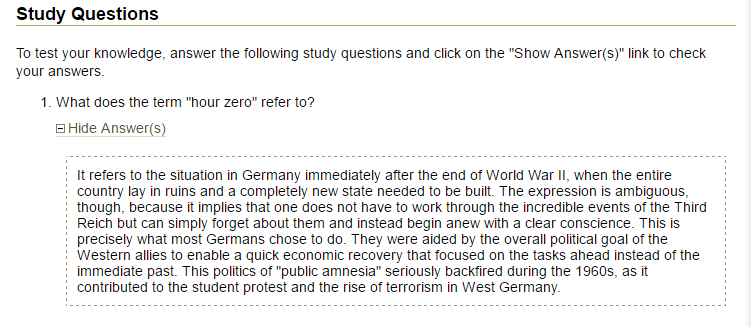 Study Questions
To test your knowledge, answer the following study questions and click on the "Show Answer(s)" link to check
your answers.
1. What does the term "hour zero" refer to?
Hide Answer(s)
It refers to the situation in Germany immediately after the end of World War II, when the entire
country lay in ruins and a completely new state needed to be built. The expression is ambiguous,
though, because it implies that one does not have to work through the incredible events of the Third
Reich but can simply forget about them and instead begin anew with a clear conscience. This is
precisely what most Germans chose to do. They were aided by the overall political goal of the
Western allies to enable a quick economic recovery that focused on the tasks ahead instead of the
immediate past. This politics of "public amnesia" seriously backfired during the 1960s, as it
contributed to the student protest and the rise of terrorism in West Germany.